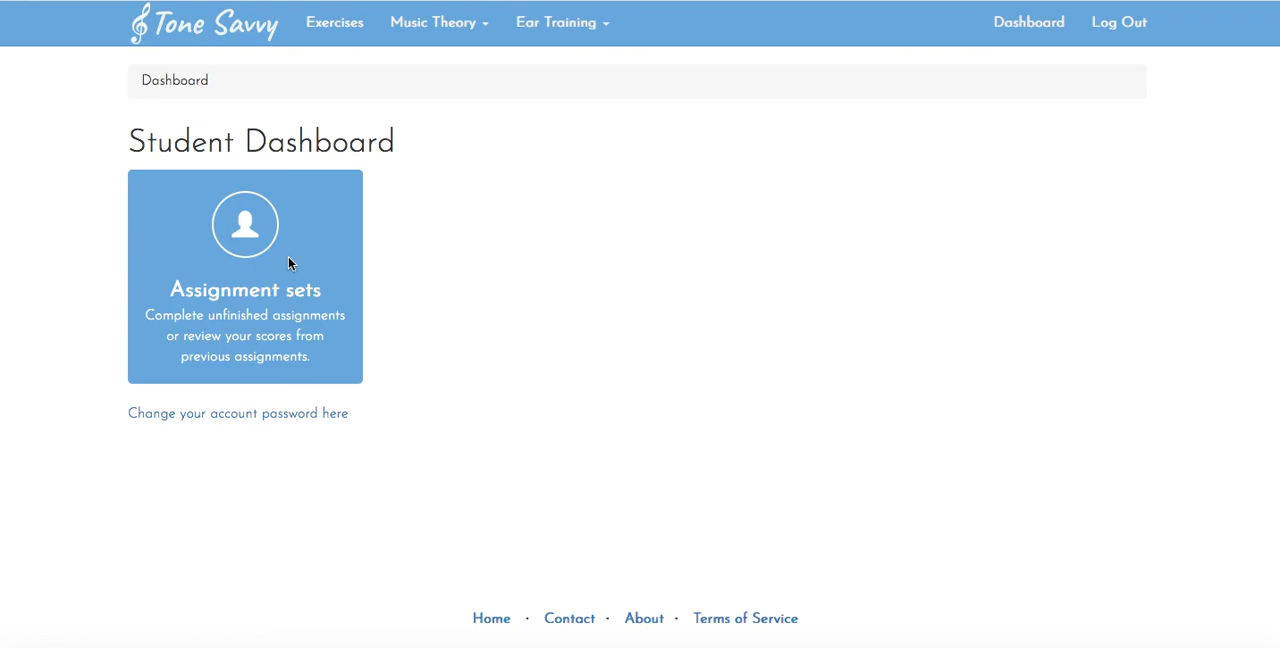 Tone Savvy Exercises Music Theory Ear Training Dashboard Log Out
Dashboard
Student Dashboard
Assignment sets
Complete unfinished assignments
or review your scores from
previous assignments.
Change your account password here
Home · Contact · About · Terms of Service